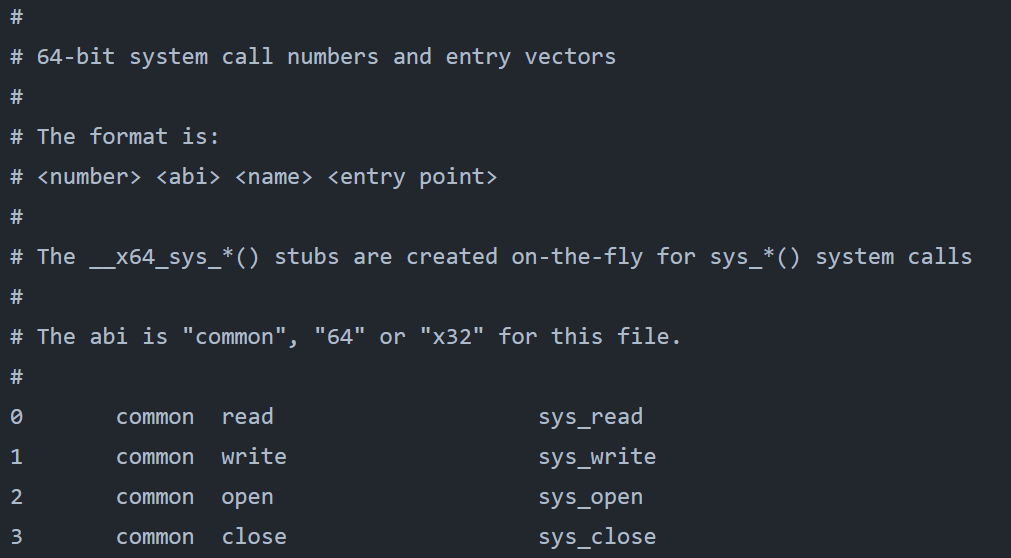 #
# 64-bit system call numbers and entry vectors
#
# The format is:
# <number> <abi> <name> <entry point>
#
# The __x64_sys_*() stubs are created on-the-fly for sys_*() system calls
#
# The abi is "common", "64" or "x32" for this file.
#
0       common  read                    sys_read
1       common  write                   sys_write
2       common  open                    sys_open
3       common  close                   sys_close